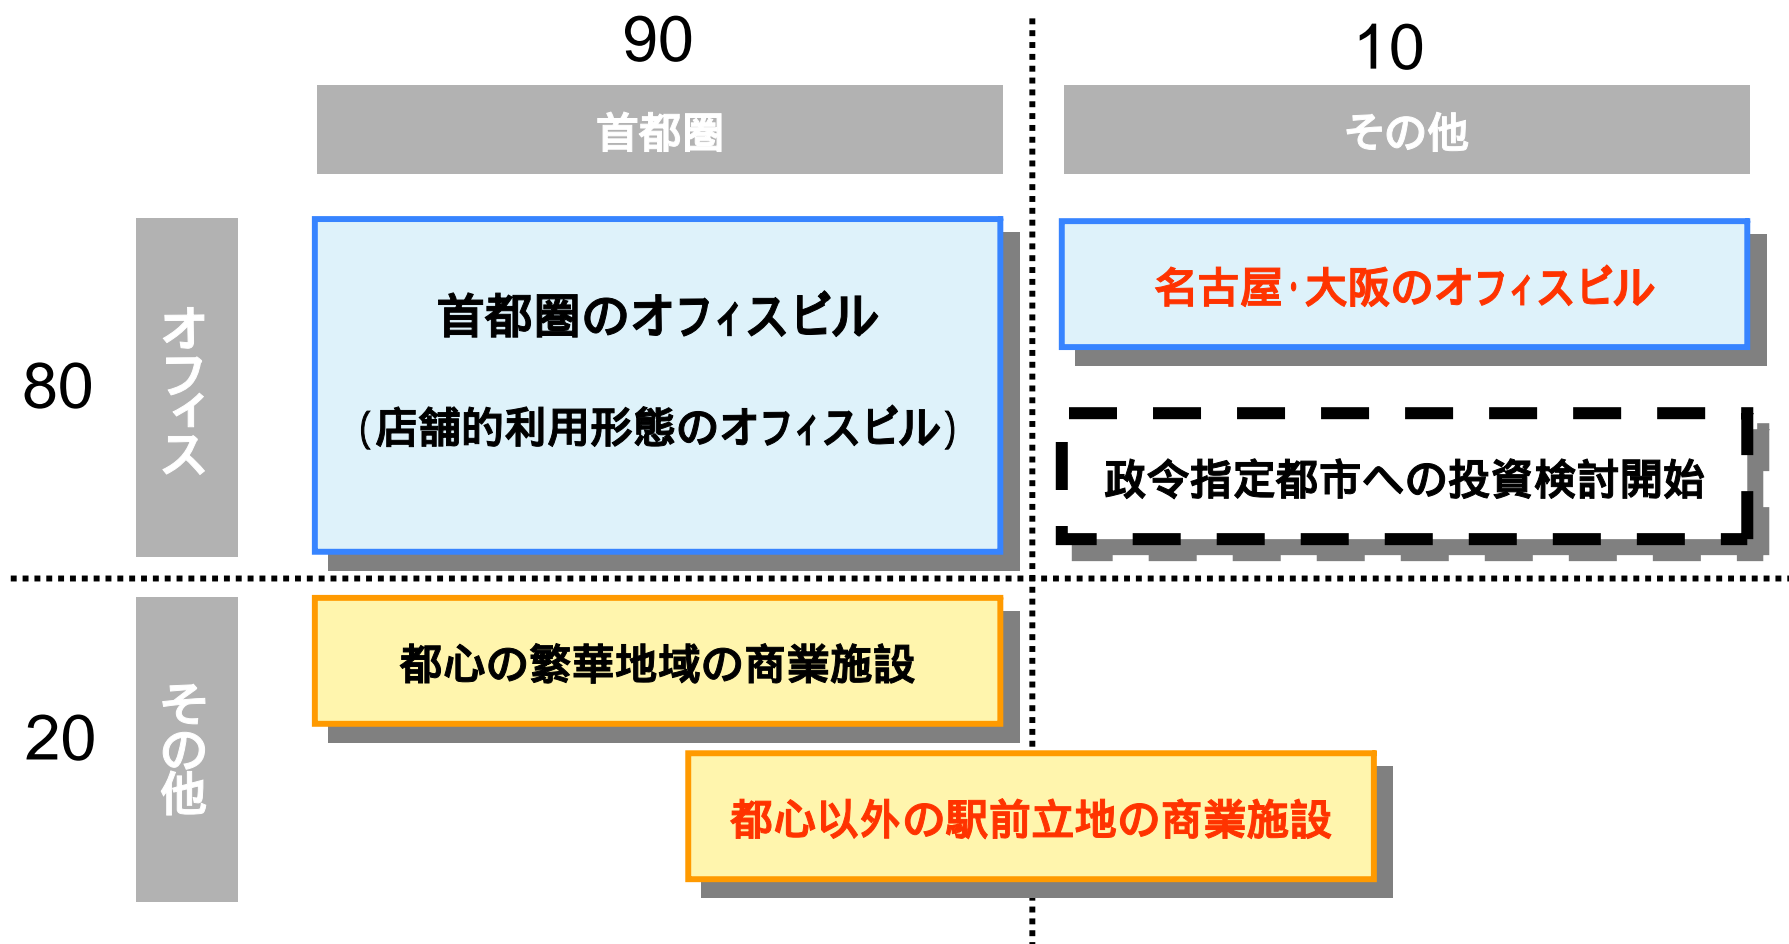 90
10
首都圏
その他
オフィス
80
首都圏のオフィスビル
(店舗的利用形態のオフィスビル)
名古屋・大阪のオフィスビル
政令指定都市への投資検討開始
その他
20
都心の繁華地域の商業施設
都心以外の駅前立地の商業施設